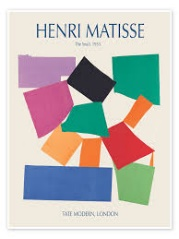 HENRI MATISSE
The Snail, 1953
TATE MODERN, LONDON